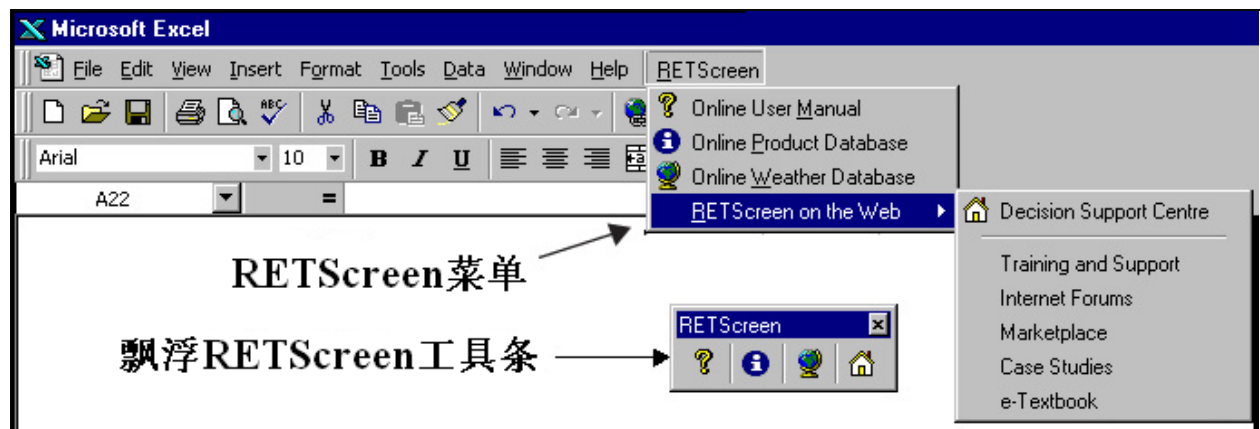 Microsoft Excel
File Edit View Insert Format Tools Data Window Help RETScreen
ABC
Arial 10 B I U a
A22 =
Online User Manual
Online Product Database
Online Weather Database
RETScreen on the Web
Decision Support Centre
Training and Support
Internet Forums
Marketplace
Case Studies
e-Textbook
RETScreen菜单
飘浮RETScreen工具条
RETScreen